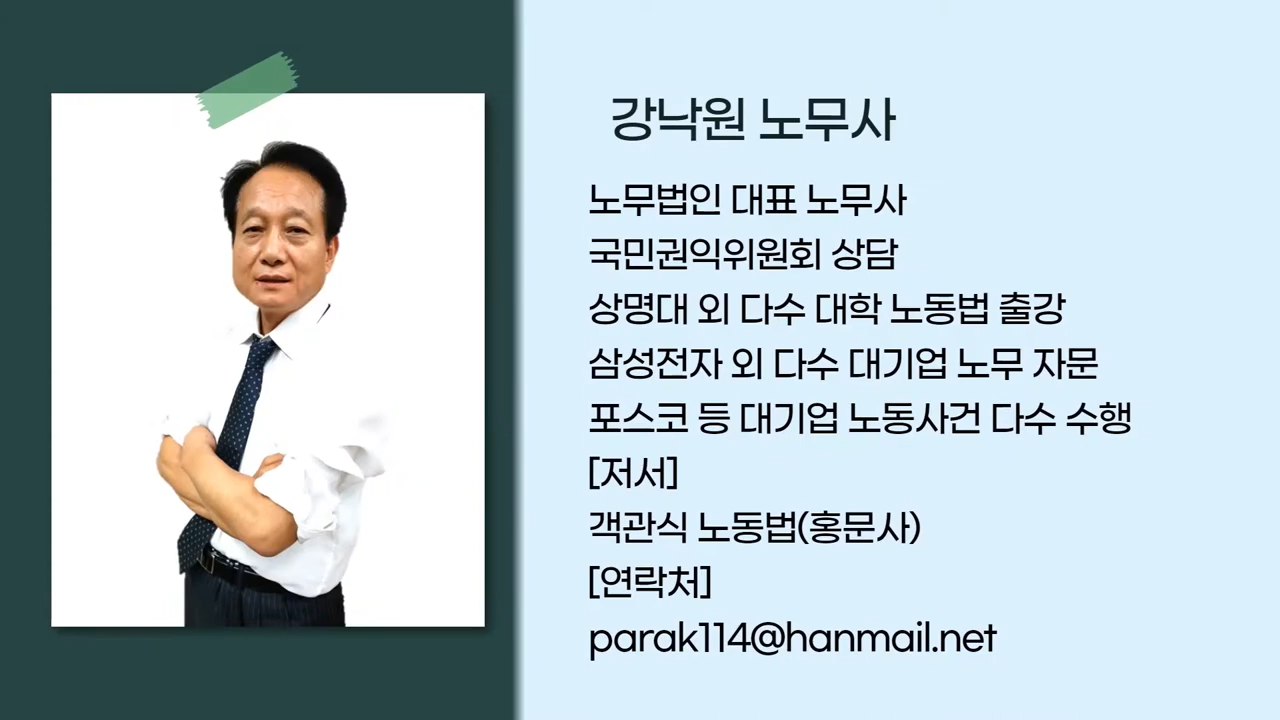 강낙원 노무사
노무법인 대표 노무사
국민권익위원회 상담
상명대 외 다수 대학 노동법 출강
삼성전자 외 다수 대기업 노무 자문
포스코 등 대기업 노동사건 다수 수행
[저서]
객관식 노동법(홍문사)
[연락처]
parak114@hanmail.net